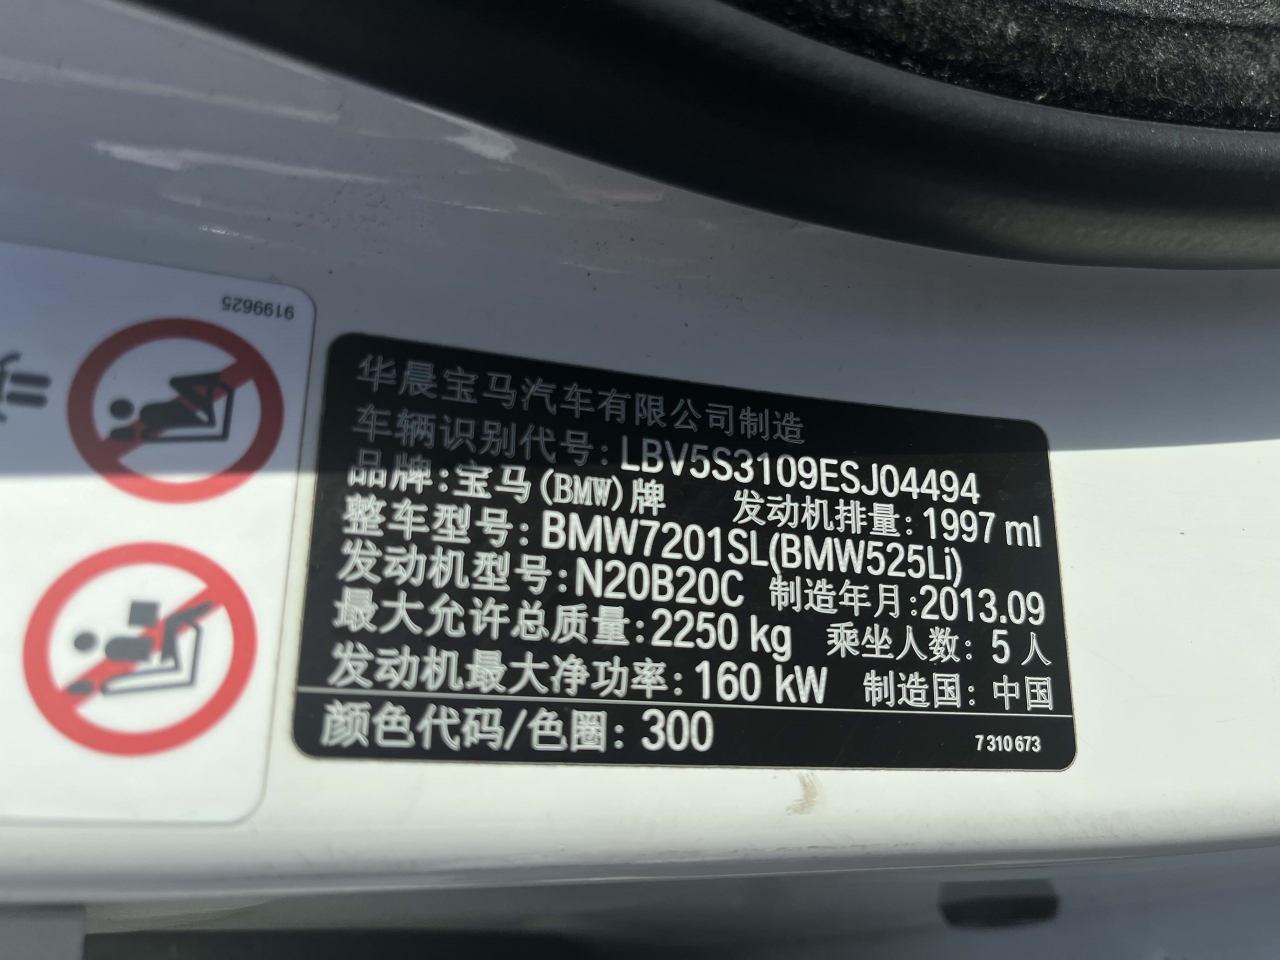 9199625
华晨宝马汽车有限公司制造
车辆识别代号: LBV5S3109ESJ04494
品牌: 宝马(BMW)牌 发动机排量: 1997 ml
整车型号: BMW7201SL(BMW525Li)
发动机型号: N20B20C 制造年月: 2013.09
最大允许总质量: 2250 kg 乘坐人数: 5 人
发动机最大净功率: 160 kW 制造国: 中国
颜色代码/色圈: 300
7 310 673